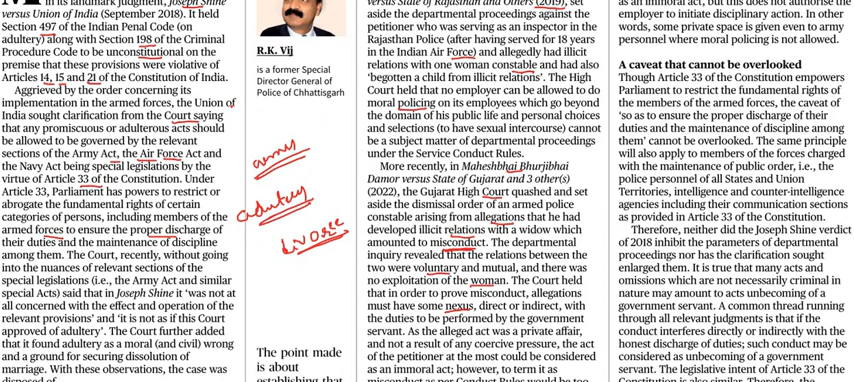 in its landmark judgment, Joseph Shine
versus Union of India (September 2018). It held
Section 497 of the Indian Penal Code (on
adultery) along with Section 198 of the Criminal
Procedure Code to be unconstitutional on the
premise that these provisions were violative of
Articles 14, 15 and 21 of the Constitution of India.
Aggrieved by the order concerning its
implementation in the armed forces, the Union of
India sought clarification from the Court saying
that any promiscuous or adulterous acts should
be allowed to be governed by the relevant
sections of the Army Act, the Air Force Act and
the Navy Act being special legislations by the
virtue of Article 33 of the Constitution. Under
Article 33, Parliament has powers to restrict or
abrogate the fundamental rights of certain
categories of persons, including members of the
armed forces to ensure the proper discharge of
their duties and the maintenance of discipline
among them. The Court, recently, without going
into the nuances of relevant sections of the
special legislations (i.e., the Army Act and similar
special Acts) said that in Joseph Shine it ‘was not at
all concerned with the effect and operation of the
relevant provisions’ and ‘it is not as if this Court
approved of adultery’. The Court further added
that it found adultery as a moral (and civil) wrong
and a ground for securing dissolution of
marriage. With these observations, the case was
disposed of.
R.K. Vij
is a former Special
Director General of
Police of Chhattisgarh
army
adultery
divorce
The point made
is about
establishing that
versus State of Rajasthan and Others (2019), set
aside the departmental proceedings against the
petitioner who was serving as an inspector in the
Rajasthan Police (after having served for 18 years
in the Indian Air Force) and allegedly had illicit
relations with one woman constable and had also
‘begotten a child from illicit relations’. The High
Court held that no employer can be allowed to do
moral policing on its employees which go beyond
the domain of his public life and personal choices
and selections (to have sexual intercourse) cannot
be a subject matter of departmental proceedings
under the Service Conduct Rules.
More recently, in Maheshbhai Bhurjibhai
Damor versus State of Gujarat and 3 other(s)
(2022), the Gujarat High Court quashed and set
aside the dismissal order of an armed police
constable arising from allegations that he had
developed illicit relations with a widow which
amounted to misconduct. The departmental
inquiry revealed that the relations between the
two were voluntary and mutual, and there was
no exploitation of the woman. The Court held
that in order to prove misconduct, allegations
must have some nexus, direct or indirect, with
the duties to be performed by the government
servant. As the alleged act was a private affair,
and not a result of any coercive pressure, the act
of the petitioner at the most could be considered
as an immoral act; however, to term it as
misconduct as per Conduct Rules would be too
as an immoral act, but this does not authorise the
employer to initiate disciplinary action. In other
words, some private space is given even to army
personnel where moral policing is not allowed.
A caveat that cannot be overlooked
Though Article 33 of the Constitution empowers
Parliament to restrict the fundamental rights of
the members of the armed forces, the caveat of
‘so as to ensure the proper discharge of their
duties and the maintenance of discipline among
them’ cannot be overlooked. The same principle
will also apply to members of the forces charged
with the maintenance of public order, i.e., the
police personnel of all States and Union
Territories, intelligence and counter-intelligence
agencies including their communication sections
as provided in Article 33 of the Constitution.
Therefore, neither did the Joseph Shine verdict
of 2018 inhibit the parameters of departmental
proceedings nor has the clarification sought
enlarged them. It is true that many acts and
omissions which are not necessarily criminal in
nature may amount to acts unbecoming of a
government servant. A common thread running
through all relevant judgments is that if the
conduct interferes directly or indirectly with the
honest discharge of duties; such conduct may be
considered as unbecoming of a government
servant. The legislative intent of Article 33 of the
Constitution is also similar. Therefore, the